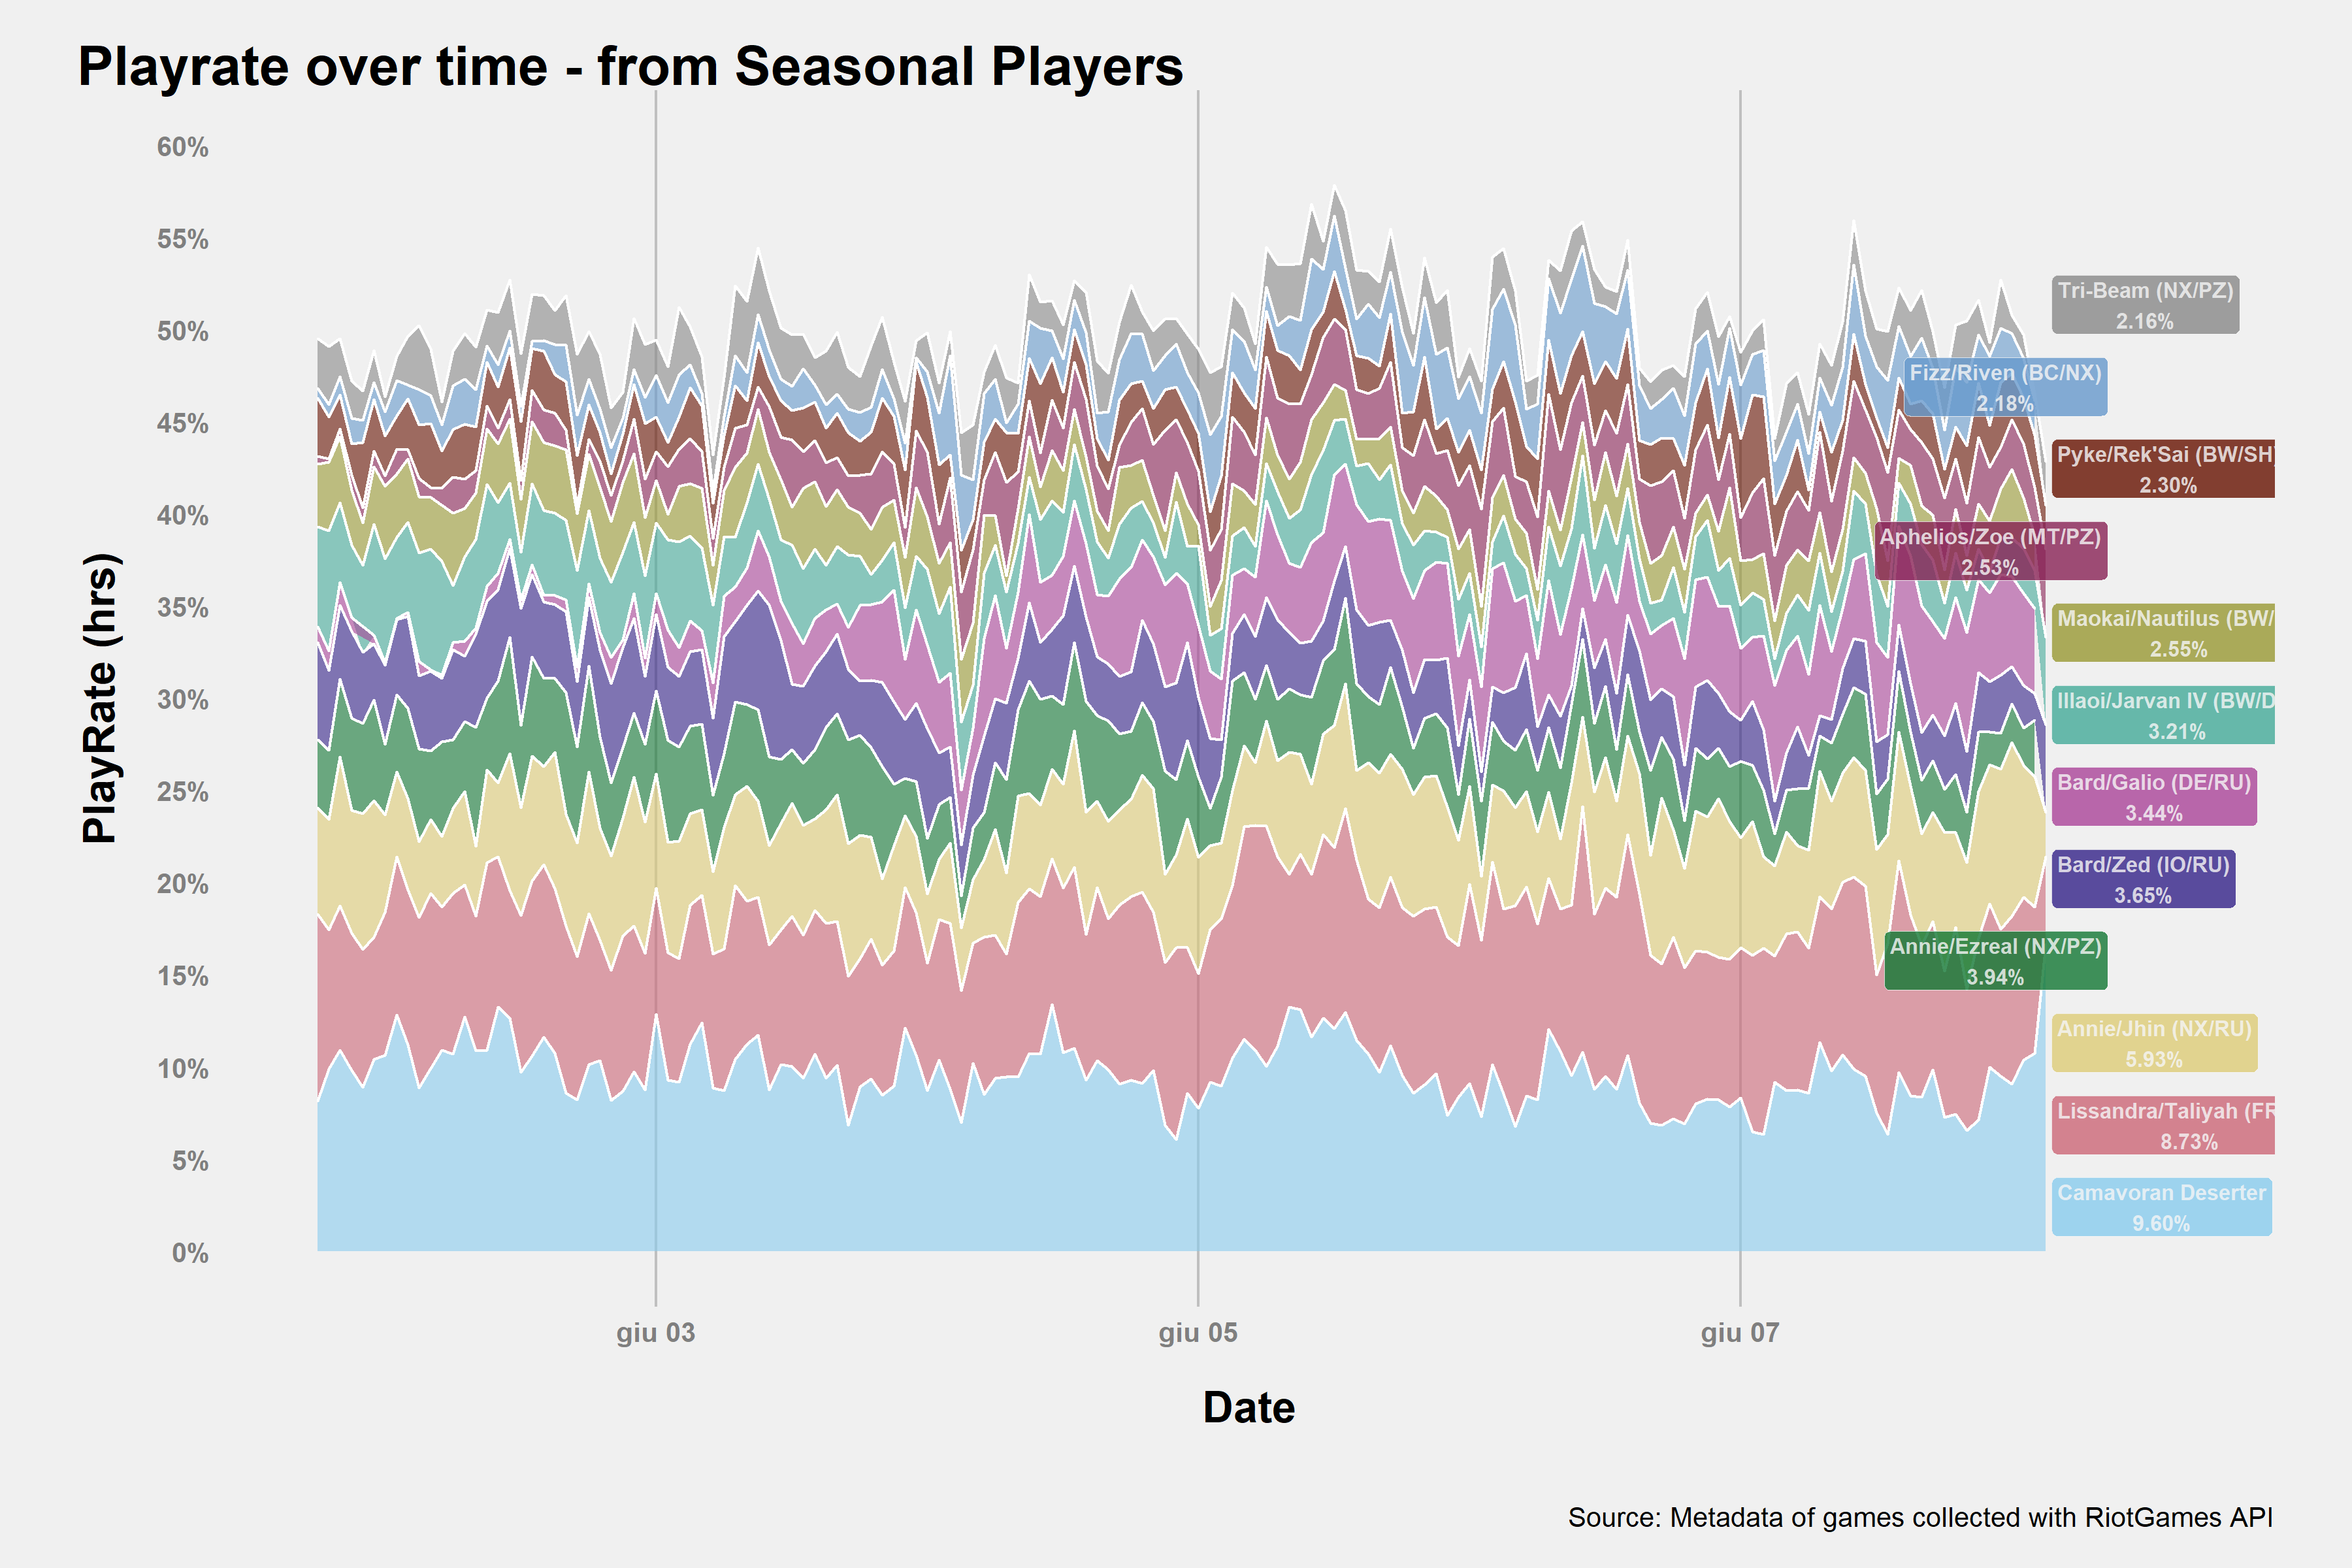 Playrate over time - from Seasonal Players
PlayRate (hrs)
60%
55%
50%
45%
40%
35%
30%
25%
20%
15%
10%
5%
0%
Tri-Beam (NX/PZ)
2.16%
Fizz/Riven (BC/NX)
2.18%
Pyke/Rek'Sai (BW/SH)
2.30%
Aphelios/Zoe (MT/PZ)
2.53%
Maokai/Nautilus (BW/
2.55%
Illaoi/Jarvan IV (BW/D
3.21%
Bard/Galio (DE/RU)
3.44%
Bard/Zed (IO/RU)
3.65%
Annie/Ezreal (NX/PZ)
3.94%
Annie/Jhin (NX/RU)
5.93%
Lissandra/Taliyah (FR
8.73%
Camavoran Deserter
9.60%
giu 03
giu 05
giu 07
Date
Source: Metadata of games collected with RiotGames API